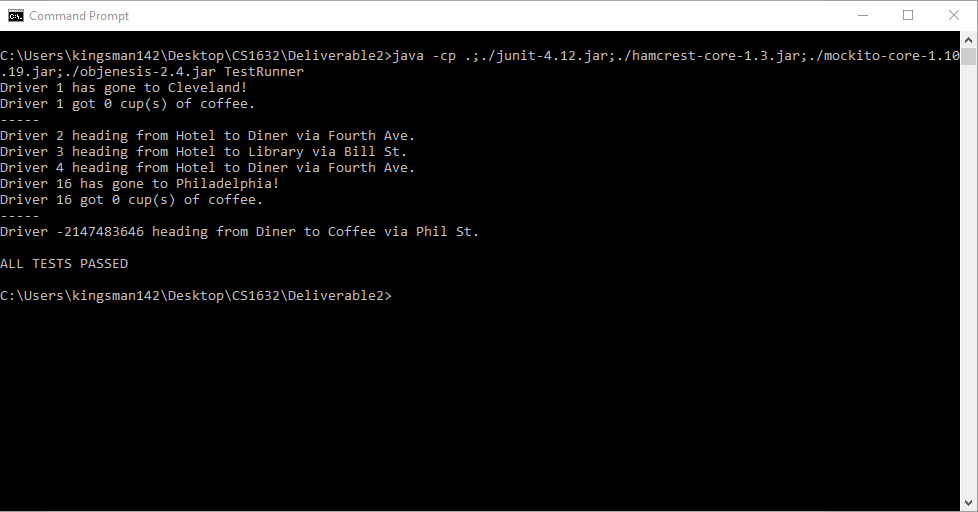 Command Prompt
C:\Users\kingsman142\Desktop\CS1632\Deliverable2>java -cp .;./junit-4.12.jar;./hamcrest-core-1.3.jar;./mockito-core-1.10
.19.jar;./objenesis-2.4.jar TestRunner
Driver 1 has gone to Cleveland!
Driver 1 got 0 cup(s) of coffee.
-----
Driver 2 heading from Hotel to Diner via Fourth Ave.
Driver 3 heading from Hotel to Library via Bill St.
Driver 4 heading from Hotel to Diner via Fourth Ave.
Driver 16 has gone to Philadelphia!
Driver 16 got 0 cup(s) of coffee.
-----
Driver -2147483646 heading from Diner to Coffee via Phil St.
ALL TESTS PASSED
C:\Users\kingsman142\Desktop\CS1632\Deliverable2>